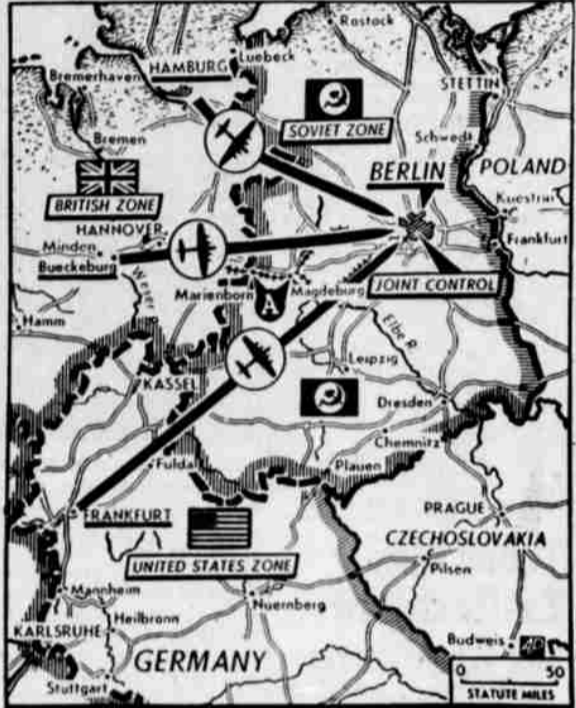 Rostock
HAMBURG
Luebeck
Bremerhaven
STETTIN
SOVIET ZONE
Bremen
Schwedt
BERLIN
POLAND
BRITISH ZONE
HANNOVER
Kuestrin
Minden
Frankfurt
Bueckeburg
Weser R.
Marienborn
Magdeburg
JOINT CONTROL
A
Hamm
Elbe R.
Leipzig
KASSEL
Dresden
Chemnitz
Fulda
Plauen
FRANKFURT
PRAGUE
CZECHOSLOVAKIA
UNITED STATES ZONE
Pilsen
Mannheim
Nuernberg
Heilbronn
KARLSRUHE
Budweis
AP
GERMANY
0 50
Stuttgart
STATUTE MILES